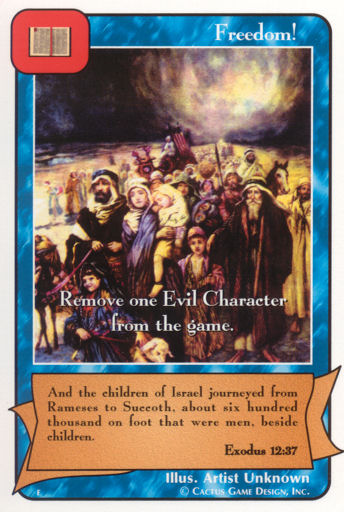 Freedom!
Remove one Evil Character
from the game.
And the children of Israel journeyed from
Rameses to Succoth, about six hundred
thousand on foot that were men, beside
children.
Exodus 12:37
Illus. Artist Unknown
E
© Cactus Game Design, Inc.